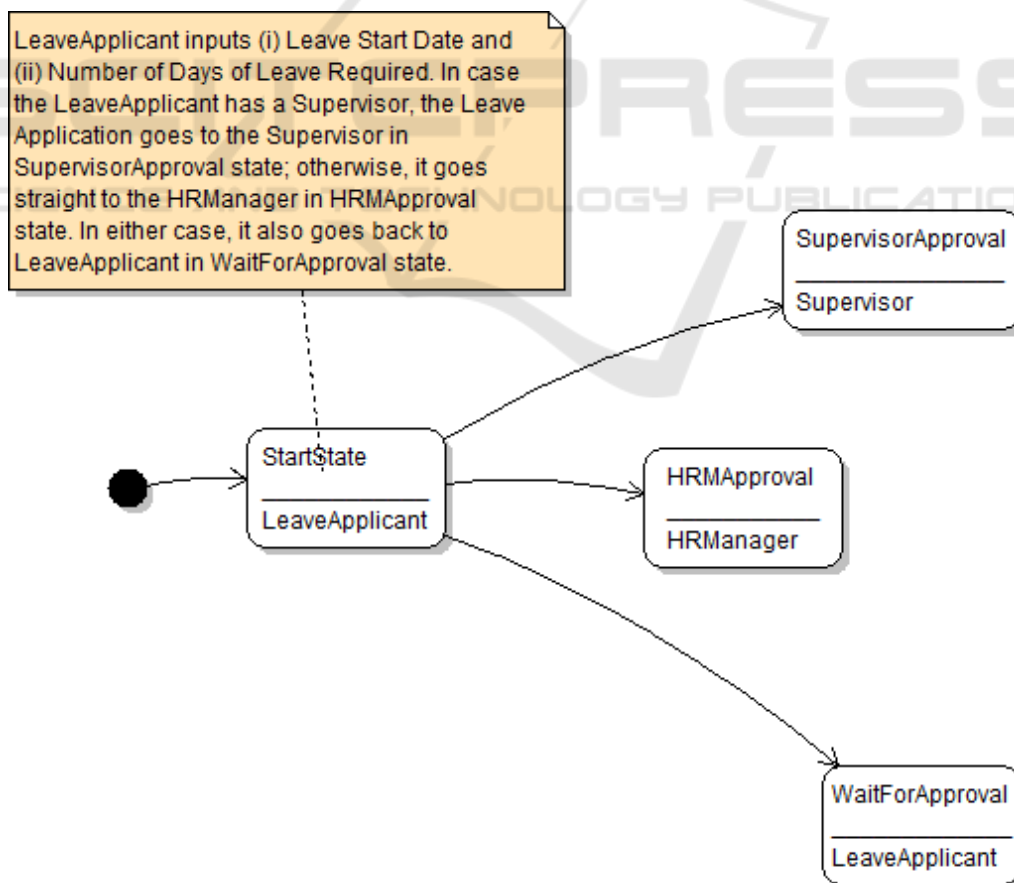 LeaveApplicant inputs (i) Leave Start Date and
(ii) Number of Days of Leave Required. In case
the LeaveApplicant has a Supervisor, the Leave
Application goes to the Supervisor in
SupervisorApproval state; otherwise, it goes
straight to the HRManager in HRMApproval
state. In either case, it also goes back to
LeaveApplicant in WaitForApproval state.
SupervisorApproval
Supervisor
StartState
LeaveApplicant
HRMApproval
HRManager
WaitForApproval
LeaveApplicant